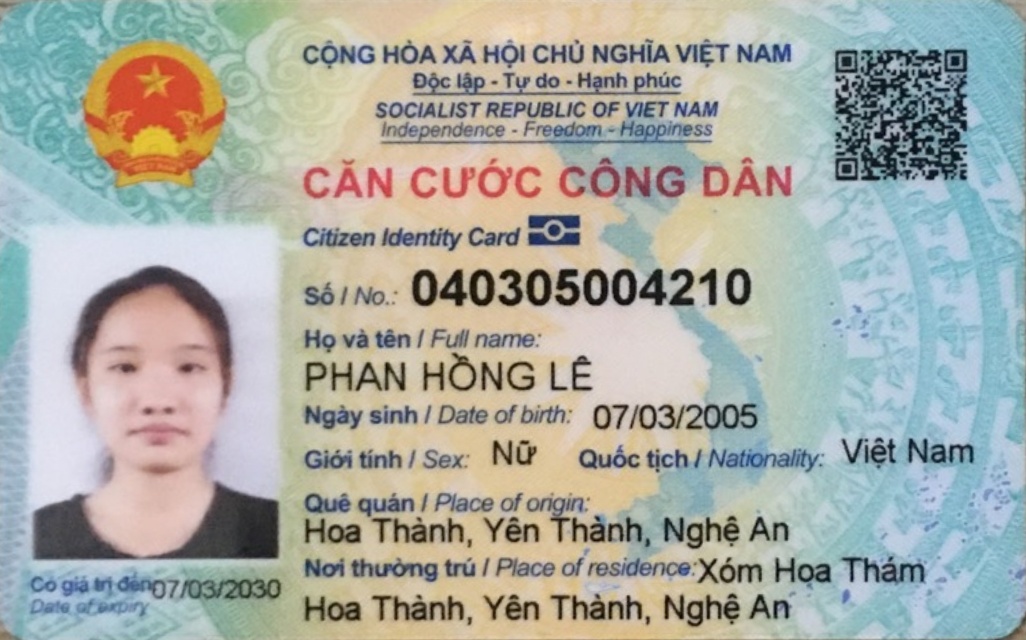 CỘNG HÒA XÃ HỘI CHỦ NGHĨA VIỆT NAM
Độc lập - Tự do - Hạnh phúc
SOCIALIST REPUBLIC OF VIET NAM
Independence - Freedom - Happiness
CĂN CƯỚC CÔNG DÂN
Citizen Identity Card
Số / No.: 040305004210
Họ và tên / Full name:
PHAN HỒNG LÊ
Ngày sinh / Date of birth: 07/03/2005
Giới tính / Sex: Nữ Quốc tịch / Nationality: Việt Nam
Quê quán / Place of origin:
Hoa Thành, Yên Thành, Nghệ An
Nơi thường trú / Place of residence: Xóm Hoa Thám
Hoa Thành, Yên Thành, Nghệ An
Có giá trị đến 07/03/2030
Date of expiry